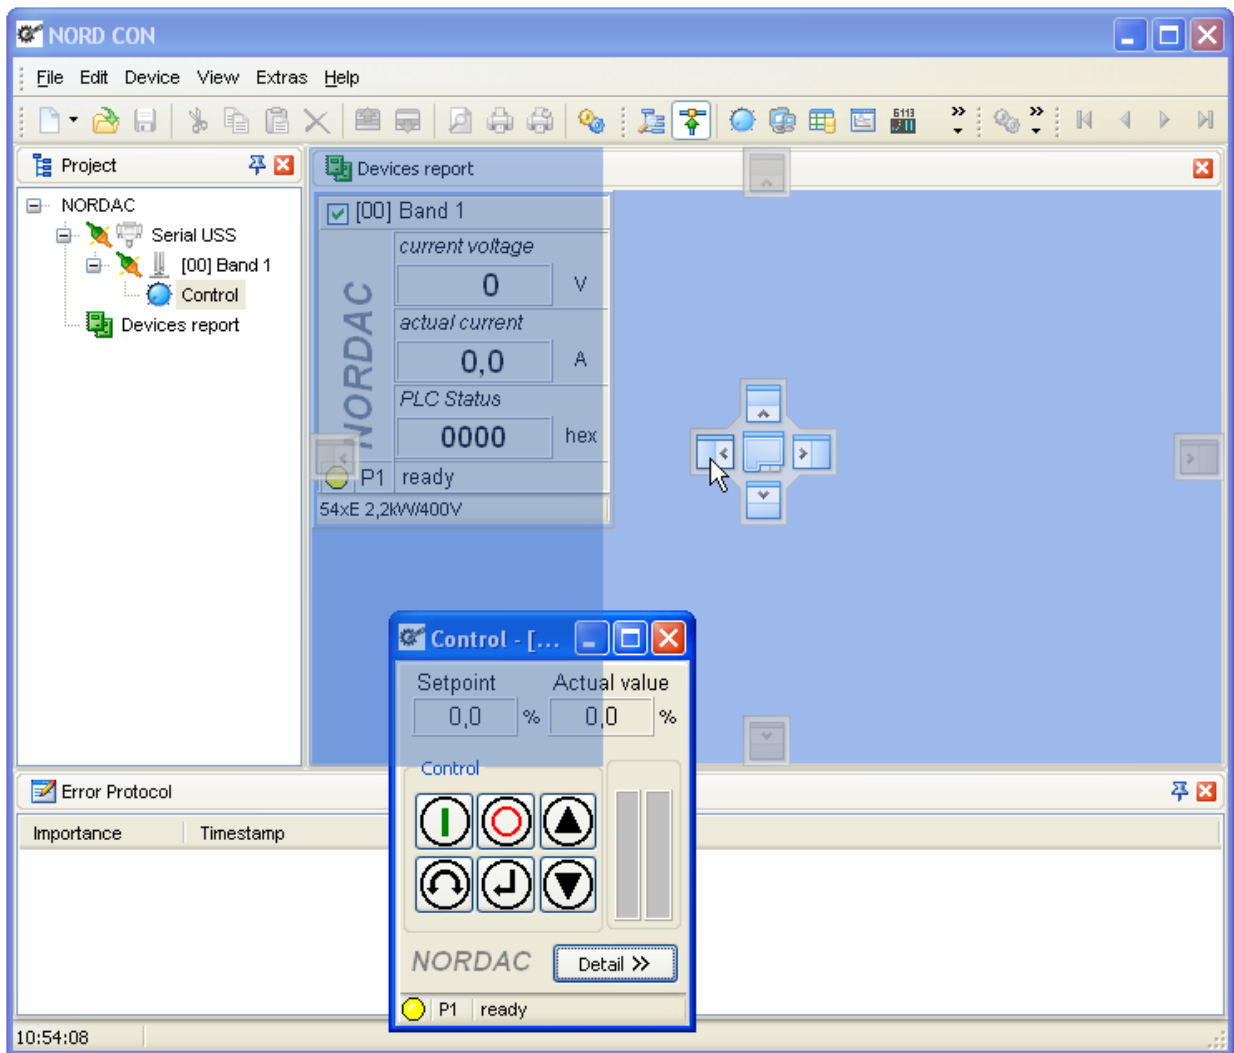 NORD CON
File Edit Device View Extras Help
Project
Devices report
NORDAC
Serial USS
[00] Band 1
Control
Devices report
[00] Band 1
NORDAC
current voltage
0 V
actual current
0,0 A
PLC Status
0000 hex
P1 ready
54xE 2,2kW/400V
Control - [...
Setpoint Actual value
0,0 % 0,0 %
Control
NORDAC Detail >>
P1 ready
Error Protocol
Importance Timestamp
10:54:08